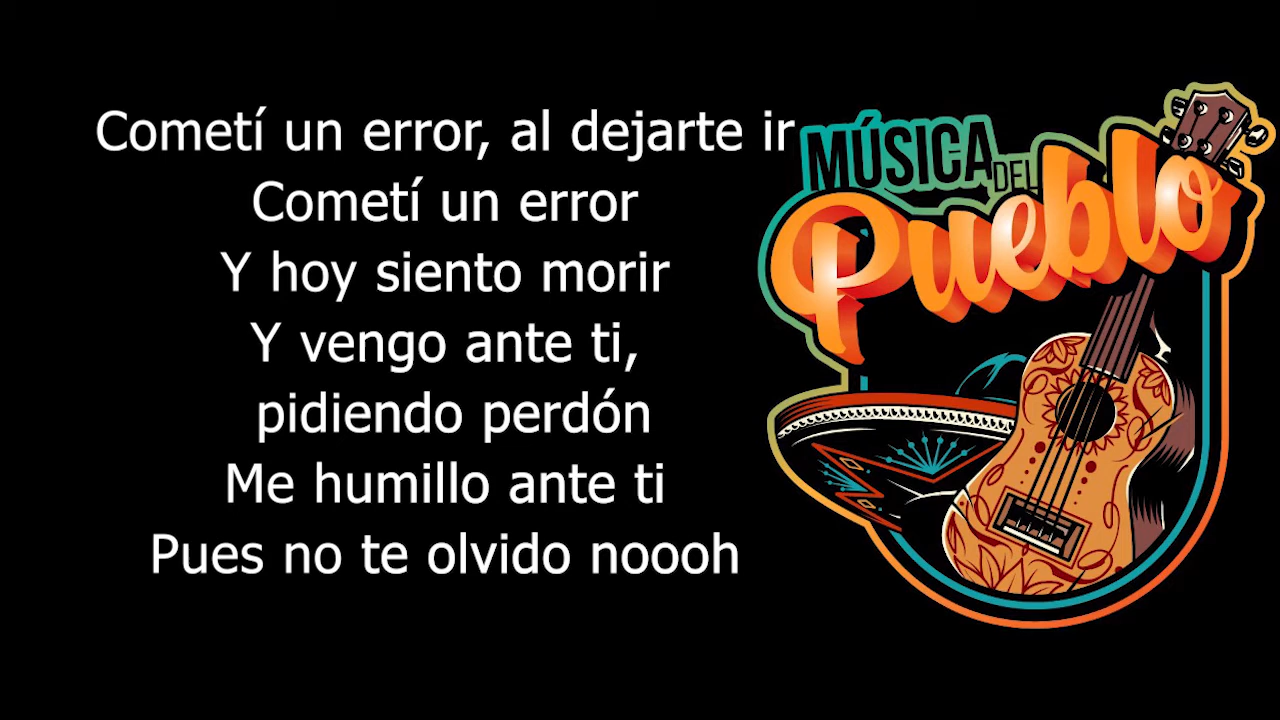 Cometí un error, al dejarte ir
Cometí un error
Y hoy siento morir
Y vengo ante ti,
pidiendo perdón
Me humillo ante ti
Pues no te olvido noooh
MÚSICA DEL
Pueblo